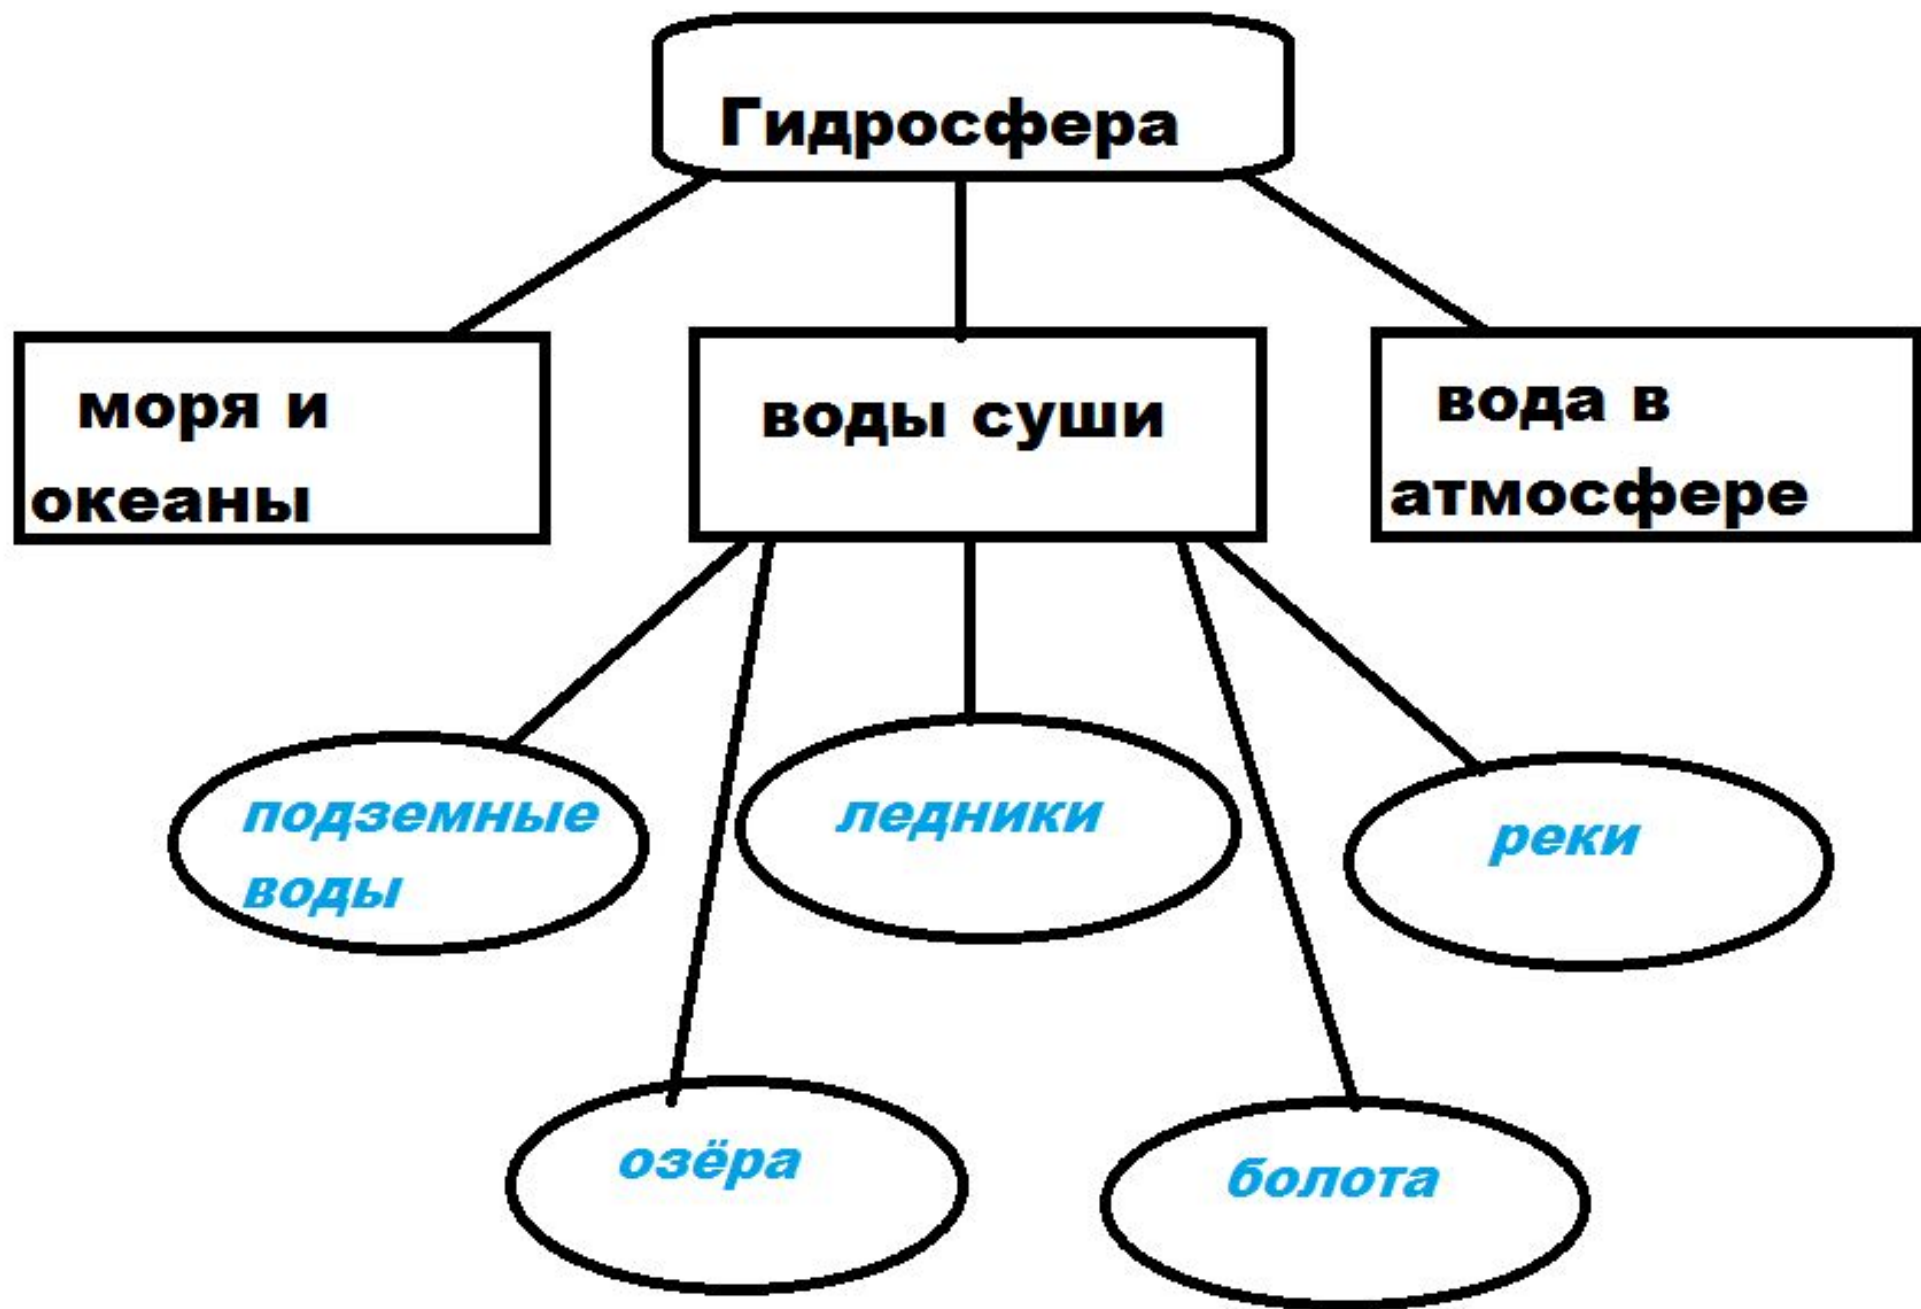 Гидросфера
моря и
океаны
воды суши
вода в
атмосфере
подземные
воды
ледники
реки
озёра
болота